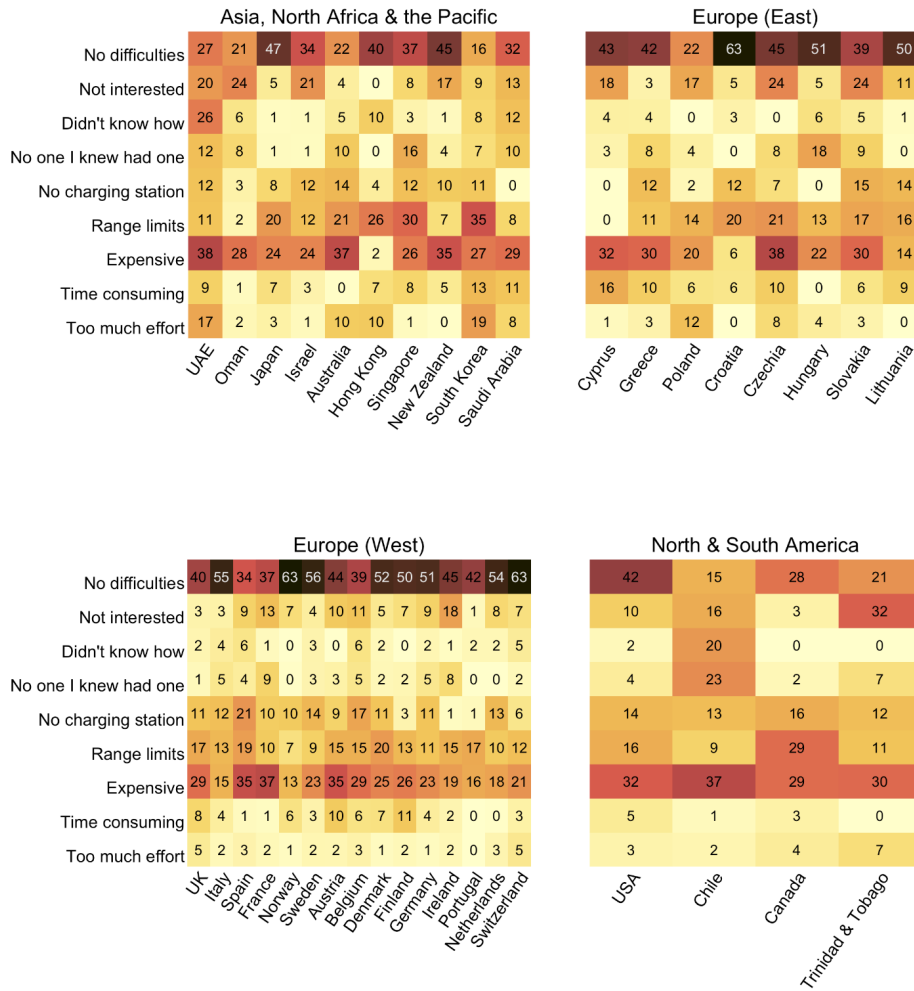 Asia, North Africa & the Pacific
No difficulties 27 21 47 34 22 40 37 45 16 32
Not interested 20 24 5 21 4 0 8 17 9 13
Didn't know how 26 6 1 1 5 10 3 1 8 12
No one I knew had one 12 8 1 1 10 0 16 4 7 10
No charging station 12 3 8 12 14 4 12 10 11 0
Range limits 11 2 20 12 21 26 30 7 35 8
Expensive 38 28 24 24 37 2 26 35 27 29
Time consuming 9 1 7 3 0 7 8 5 13 11
Too much effort 17 2 3 1 10 10 1 0 19 8
UAE Oman Japan Israel Australia Hong Kong Singapore New Zealand South Korea Saudi Arabia
Europe (East)
43 42 22 63 45 51 39 50
18 3 17 5 24 5 24 11
4 4 0 3 0 6 5 1
3 8 4 0 8 18 9 0
0 12 2 12 7 0 15 14
0 11 14 20 21 13 17 16
32 30 20 6 38 22 30 14
16 10 6 6 10 0 6 9
1 3 12 0 8 4 3 0
Cyprus Greece Poland Croatia Czechia Hungary Slovakia Lithuania
Europe (West)
No difficulties 40 55 34 37 63 56 44 39 52 50 51 45 42 54 63
Not interested 3 3 9 13 7 4 10 11 5 7 9 18 1 8 7
Didn't know how 2 4 6 1 0 3 0 6 2 0 2 1 2 2 5
No one I knew had one 1 5 4 9 0 3 3 5 2 2 5 8 0 0 2
No charging station 11 12 21 10 10 14 9 17 11 3 11 1 1 13 6
Range limits 17 13 19 10 7 9 15 15 20 13 11 15 17 10 12
Expensive 29 15 35 37 13 23 35 29 25 26 23 19 16 18 21
Time consuming 8 4 1 1 6 3 10 6 7 11 4 2 0 0 3
Too much effort 5 2 3 2 1 2 2 3 1 2 1 2 0 3 5
UK Italy Spain France Norway Sweden Austria Belgium Denmark Finland Germany Ireland Portugal Netherlands Switzerland
North & South America
42 15 28 21
10 16 3 32
2 20 0 0
4 23 2 7
14 13 16 12
16 9 29 11
32 37 29 30
5 1 3 0
3 2 4 7
USA Chile Canada Trinidad & Tobago